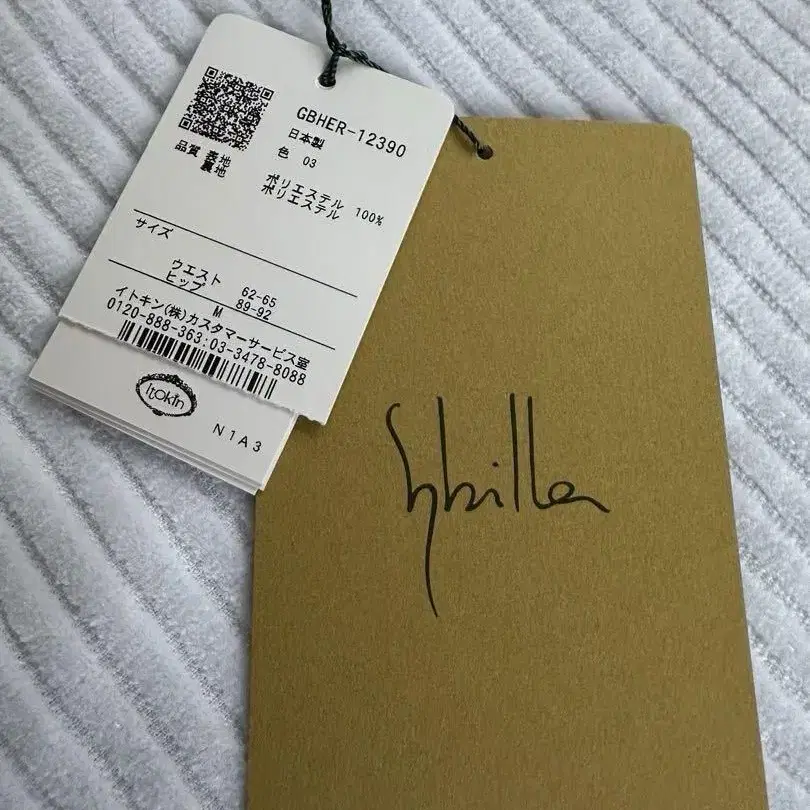 GBHER-12390
日本製
色 03
品質 表地 ポリエステル
裏地 ポリエステル 100%
サイズ
ウエスト 62-65
ヒップ 89-92
M
イトキン(株)カスタマーサービス室
0120-888-363:03-3478-8088
Itokin
N1A3
Sybilla